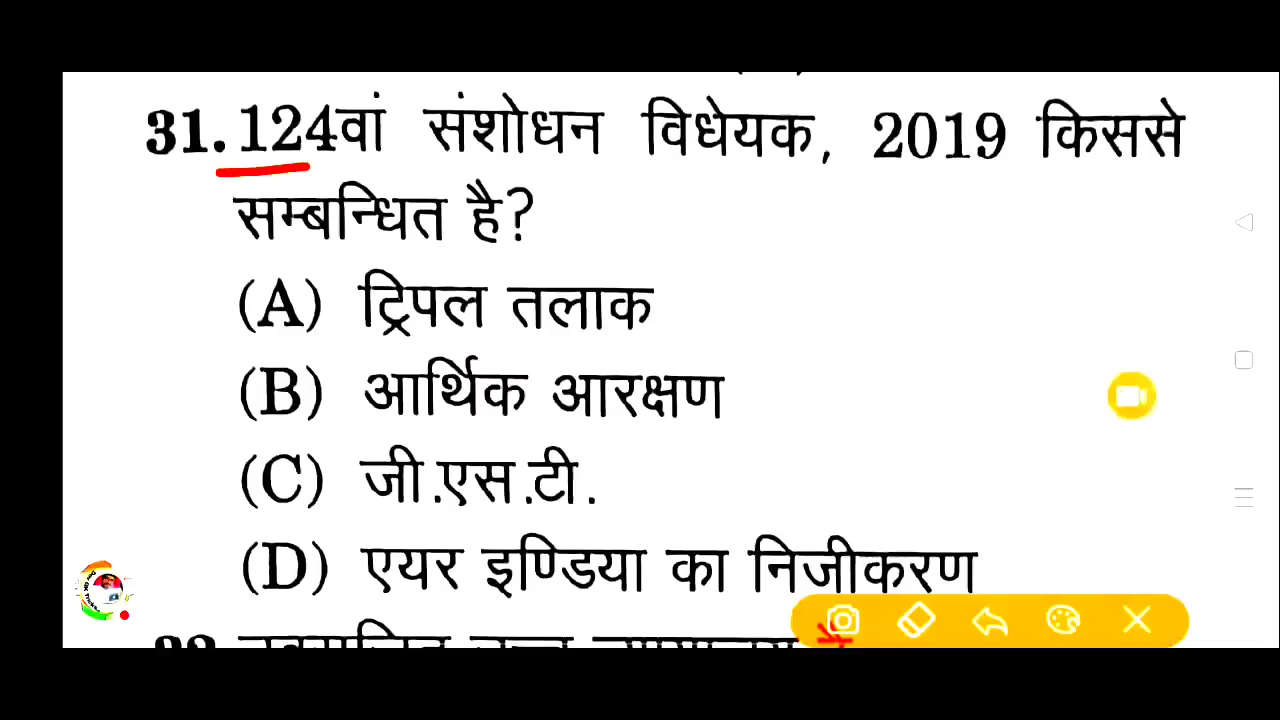 31. 124वां संशोधन विधेयक, 2019 किससे
सम्बन्धित है?
(A) ट्रिपल तलाक
(B) आर्थिक आरक्षण
(C) जी.एस.टी.
(D) एयर इण्डिया का निजीकरण